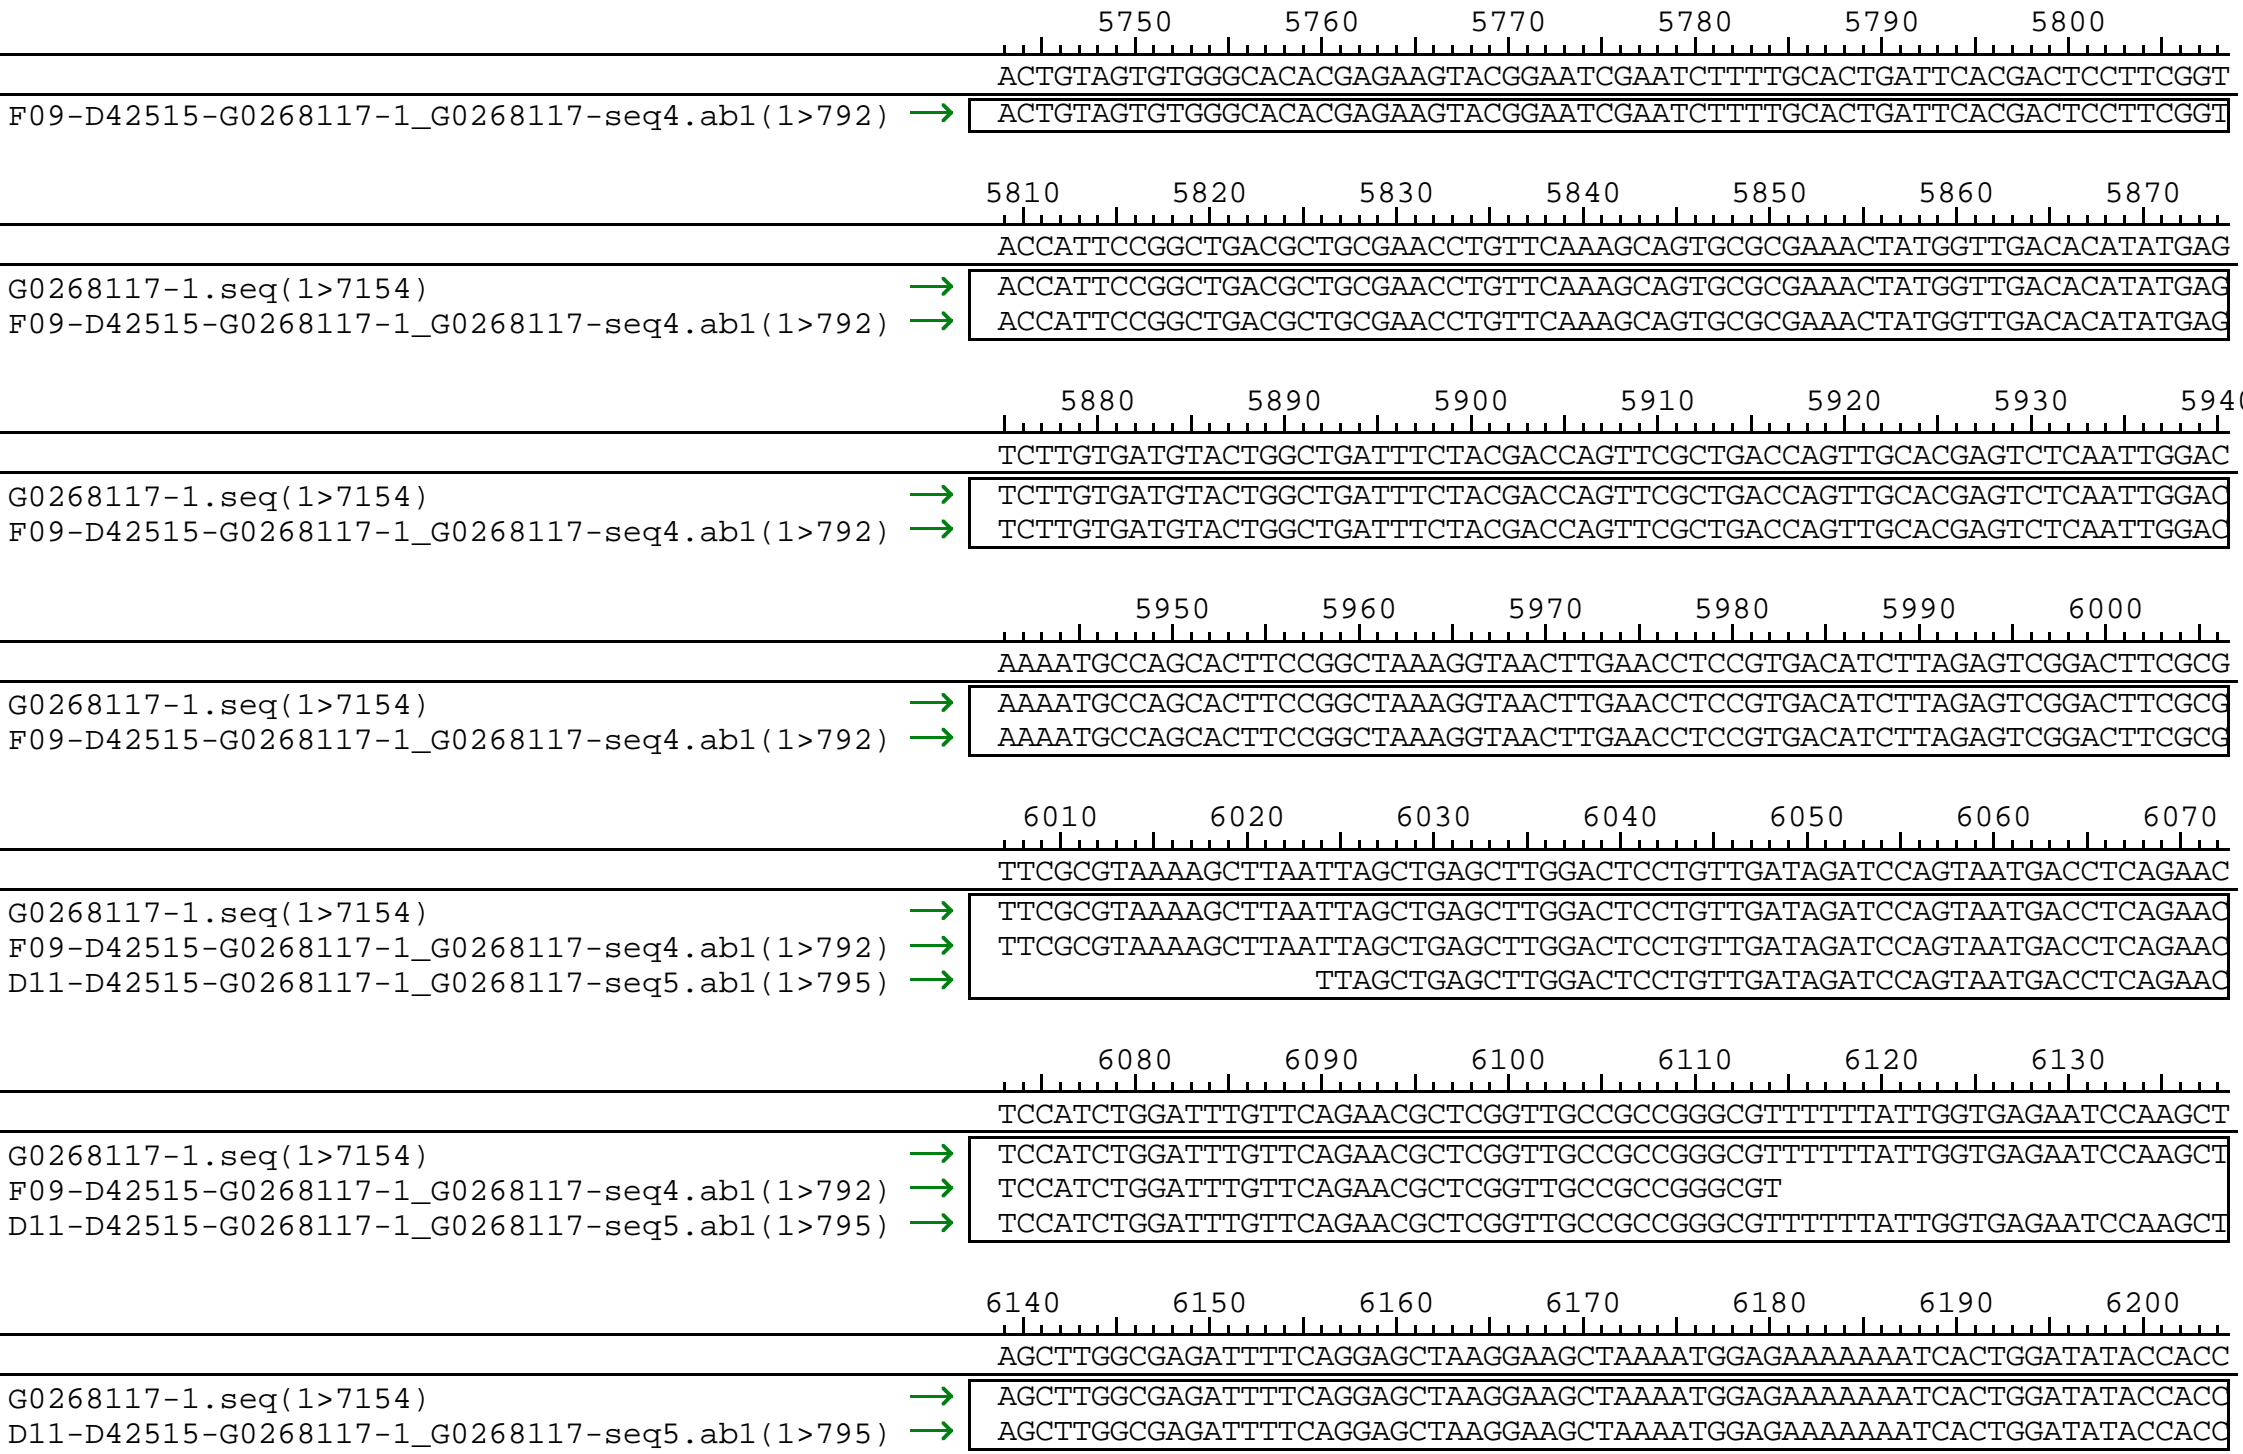 5750 5760 5770 5780 5790 5800
ACTGTAGTGTGGGCACACGAGAAGTACGGAATCGAATCTTTTGCACTGATTCACGACTCCTTCGGT
F09-D42515-G0268117-1_G0268117-seq4.ab1(1>792) → ACTGTAGTGTGGGCACACGAGAAGTACGGAATCGAATCTTTTGCACTGATTCACGACTCCTTCGGT
5810 5820 5830 5840 5850 5860 5870
ACCATTCCGGCTGACGCTGCGAACCTGTTCAAAGCAGTGCGCGAAACTATGGTTGACACATATGAG
G0268117-1.seq(1>7154) → ACCATTCCGGCTGACGCTGCGAACCTGTTCAAAGCAGTGCGCGAAACTATGGTTGACACATATGAG
F09-D42515-G0268117-1_G0268117-seq4.ab1(1>792) → ACCATTCCGGCTGACGCTGCGAACCTGTTCAAAGCAGTGCGCGAAACTATGGTTGACACATATGAG
5880 5890 5900 5910 5920 5930 5940
TCTTGTGATGTACTGGCTGATTTCTACGACCAGTTCGCTGACCAGTTGCACGAGTCTCAATTGGAC
G0268117-1.seq(1>7154) → TCTTGTGATGTACTGGCTGATTTCTACGACCAGTTCGCTGACCAGTTGCACGAGTCTCAATTGGAC
F09-D42515-G0268117-1_G0268117-seq4.ab1(1>792) → TCTTGTGATGTACTGGCTGATTTCTACGACCAGTTCGCTGACCAGTTGCACGAGTCTCAATTGGAC
5950 5960 5970 5980 5990 6000
AAAATGCCAGCACTTCCGGCTAAAGGTAACTTGAACCTCCGTGACATCTTAGAGTCGGACTTCGCG
G0268117-1.seq(1>7154) → AAAATGCCAGCACTTCCGGCTAAAGGTAACTTGAACCTCCGTGACATCTTAGAGTCGGACTTCGCG
F09-D42515-G0268117-1_G0268117-seq4.ab1(1>792) → AAAATGCCAGCACTTCCGGCTAAAGGTAACTTGAACCTCCGTGACATCTTAGAGTCGGACTTCGCG
6010 6020 6030 6040 6050 6060 6070
TTCGCGTAAAAGCTTAATTAGCTGAGCTTGGACTCCTGTTGATAGATCCAGTAATGACCTCAGAAC
G0268117-1.seq(1>7154) → TTCGCGTAAAAGCTTAATTAGCTGAGCTTGGACTCCTGTTGATAGATCCAGTAATGACCTCAGAAC
F09-D42515-G0268117-1_G0268117-seq4.ab1(1>792) → TTCGCGTAAAAGCTTAATTAGCTGAGCTTGGACTCCTGTTGATAGATCCAGTAATGACCTCAGAAC
D11-D42515-G0268117-1_G0268117-seq5.ab1(1>795) → TTAGCTGAGCTTGGACTCCTGTTGATAGATCCAGTAATGACCTCAGAAC
6080 6090 6100 6110 6120 6130
TCCATCTGGATTTGTTCAGAACGCTCGGTTGCCGCCGGGCGTTTTTTATTGGTGAGAATCCAAGCT
G0268117-1.seq(1>7154) → TCCATCTGGATTTGTTCAGAACGCTCGGTTGCCGCCGGGCGTTTTTTATTGGTGAGAATCCAAGCT
F09-D42515-G0268117-1_G0268117-seq4.ab1(1>792) → TCCATCTGGATTTGTTCAGAACGCTCGGTTGCCGCCGGGCGT
D11-D42515-G0268117-1_G0268117-seq5.ab1(1>795) → TCCATCTGGATTTGTTCAGAACGCTCGGTTGCCGCCGGGCGTTTTTTATTGGTGAGAATCCAAGCT
6140 6150 6160 6170 6180 6190 6200
AGCTTGGCGAGATTTTCAGGAGCTAAGGAAGCTAAAATGGAGAAAAAAATCACTGGATATACCACC
G0268117-1.seq(1>7154) → AGCTTGGCGAGATTTTCAGGAGCTAAGGAAGCTAAAATGGAGAAAAAAATCACTGGATATACCACC
D11-D42515-G0268117-1_G0268117-seq5.ab1(1>795) → AGCTTGGCGAGATTTTCAGGAGCTAAGGAAGCTAAAATGGAGAAAAAAATCACTGGATATACCACC